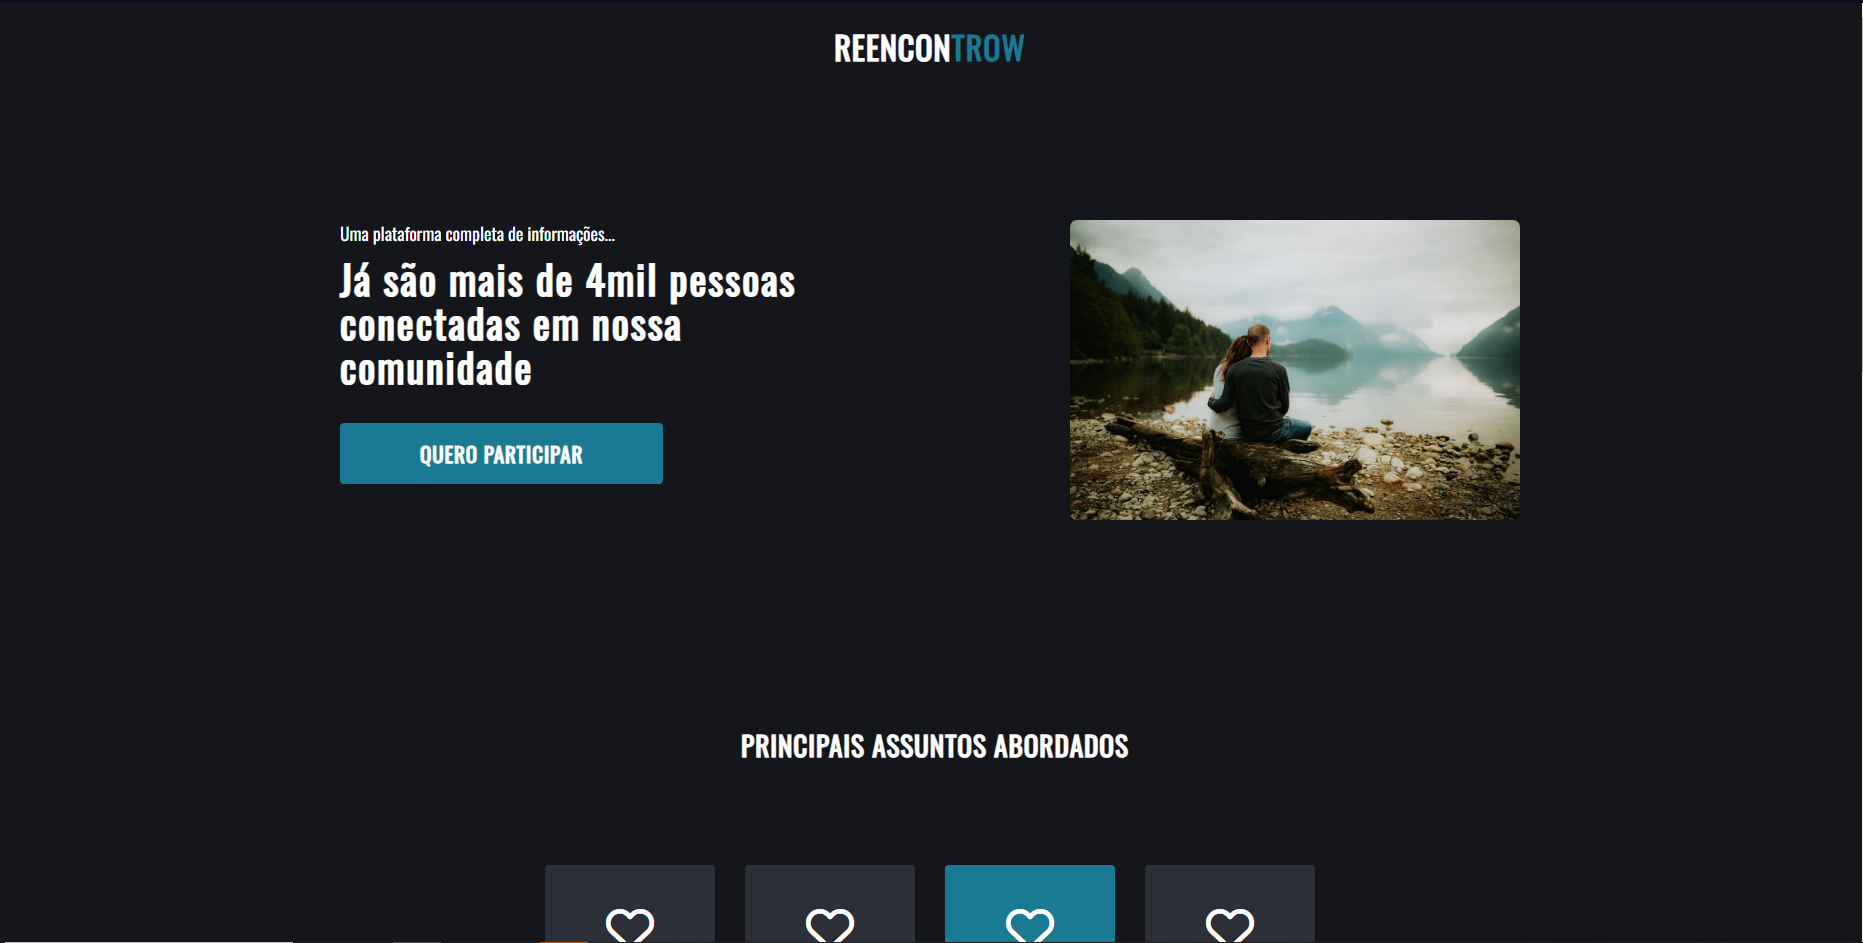 REENCONTROW
Uma plataforma completa de informações...
Já são mais de 4mil pessoas
conectadas em nossa
comunidade
QUERO PARTICIPAR
PRINCIPAIS ASSUNTOS ABORDADOS